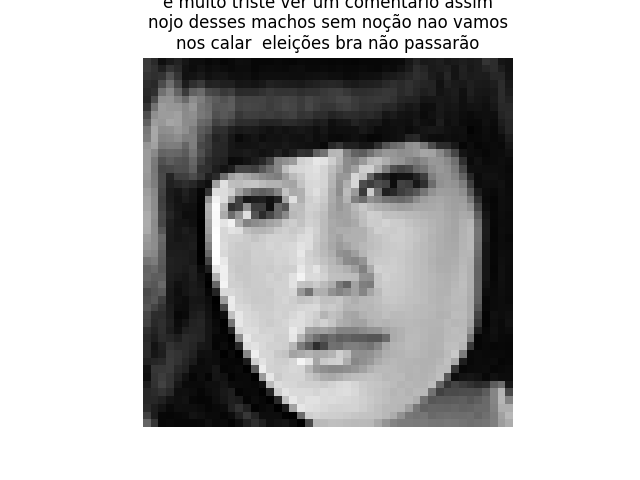 é muito triste ver um comentário assim
nojo desses machos sem noção nao vamos
nos calar  eleições bra não passarão